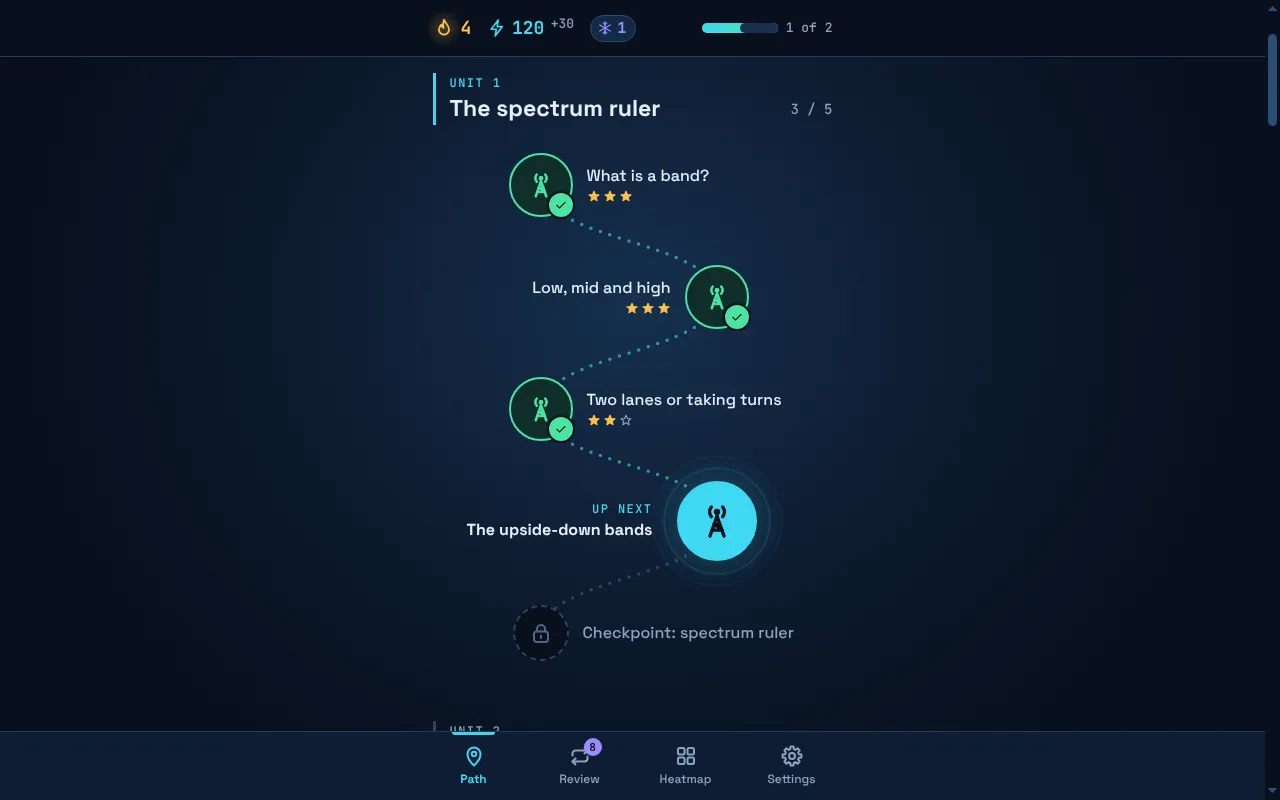 4 120 +30 1 1 of 2
UNIT 1
The spectrum ruler 3 / 5
What is a band?
Low, mid and high
Two lanes or taking turns
UP NEXT
The upside-down bands
Checkpoint: spectrum ruler
UNIT 2
8
Path Review Heatmap Settings